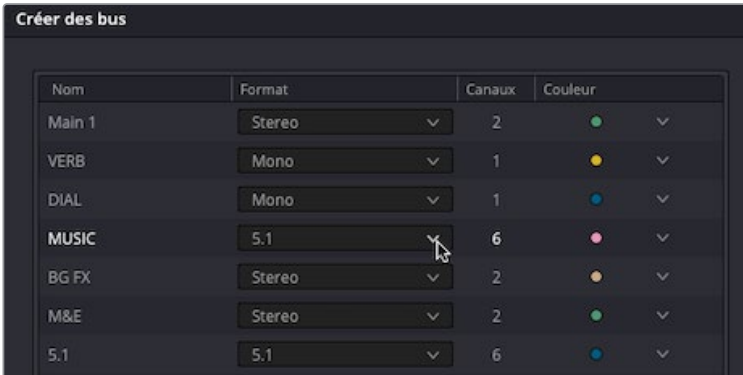 Créer des bus
Nom Format Canaux Couleur
Main 1 Stereo 2
VERB Mono 1
DIAL Mono 1
MUSIC 5.1 6
BG FX Stereo 2
M&E Stereo 2
5.1 5.1 6